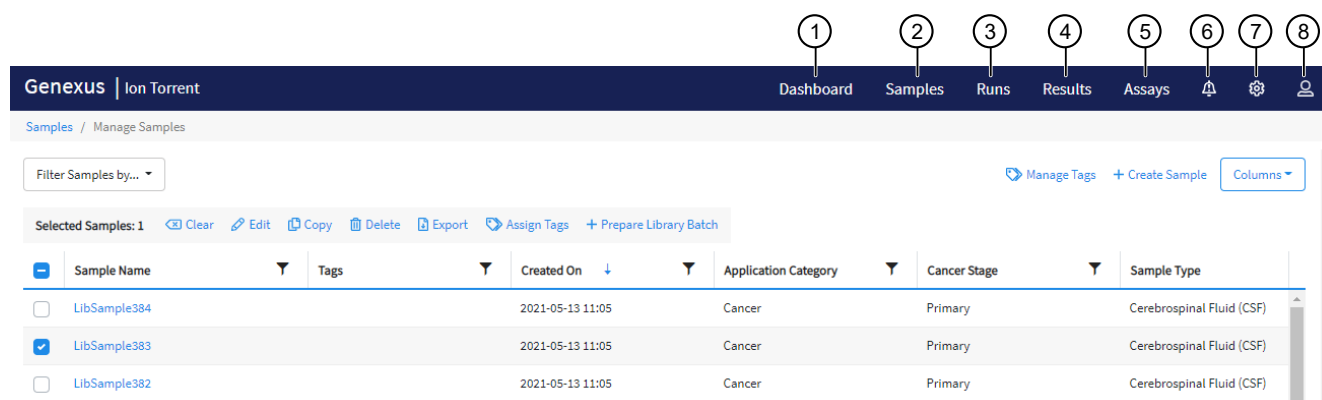 1 2 3 4 5 6 7 8
Genexus | Ion Torrent Dashboard Samples Runs Results Assays
Samples / Manage Samples
Filter Samples by... Manage Tags + Create Sample Columns
Selected Samples: 1 Clear Edit Copy Delete Export Assign Tags + Prepare Library Batch
Sample Name Tags Created On ↓ Application Category Cancer Stage Sample Type
LibSample384 2021-05-13 11:05 Cancer Primary Cerebrospinal Fluid (CSF)
LibSample383 2021-05-13 11:05 Cancer Primary Cerebrospinal Fluid (CSF)
LibSample382 2021-05-13 11:05 Cancer Primary Cerebrospinal Fluid (CSF)